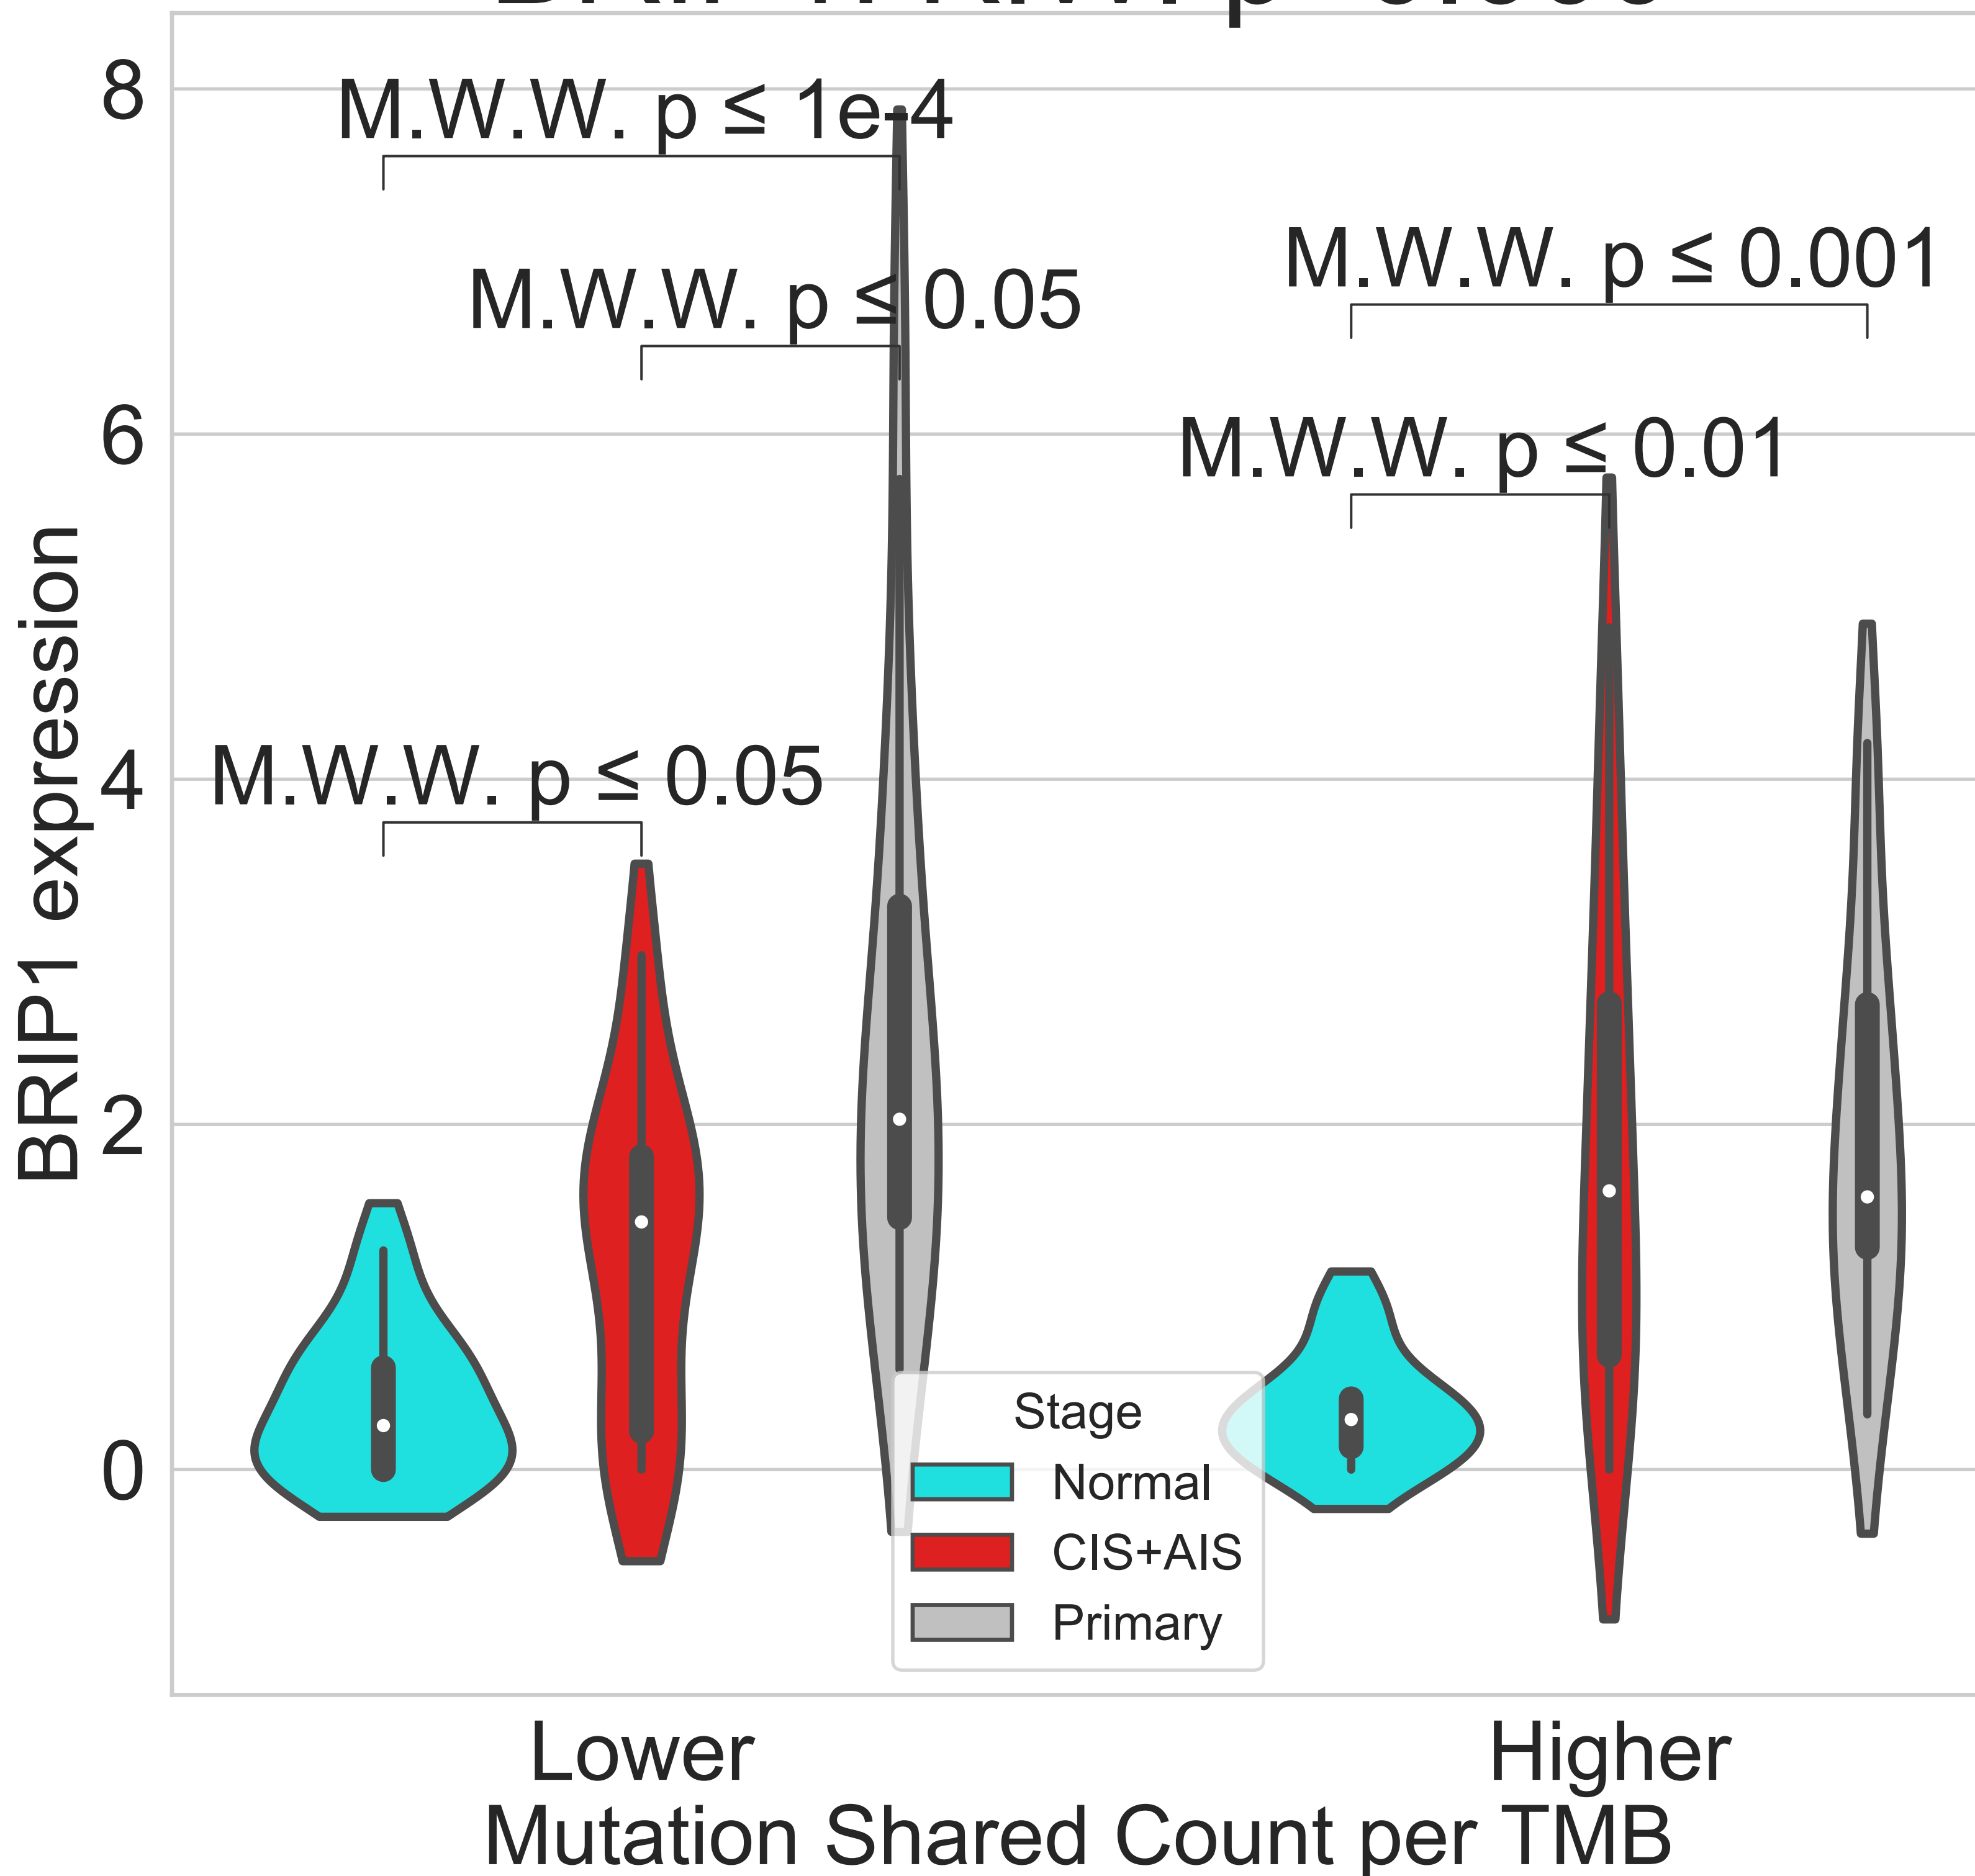 M.W.W. p ≤ 1e-4
M.W.W. p ≤ 0.05
M.W.W. p ≤ 0.001
M.W.W. p ≤ 0.01
M.W.W. p ≤ 0.05
8
6
4
2
0
BRIP1 expression
Stage
Normal
CIS+AIS
Primary
Lower
Higher
Mutation Shared Count per TMB